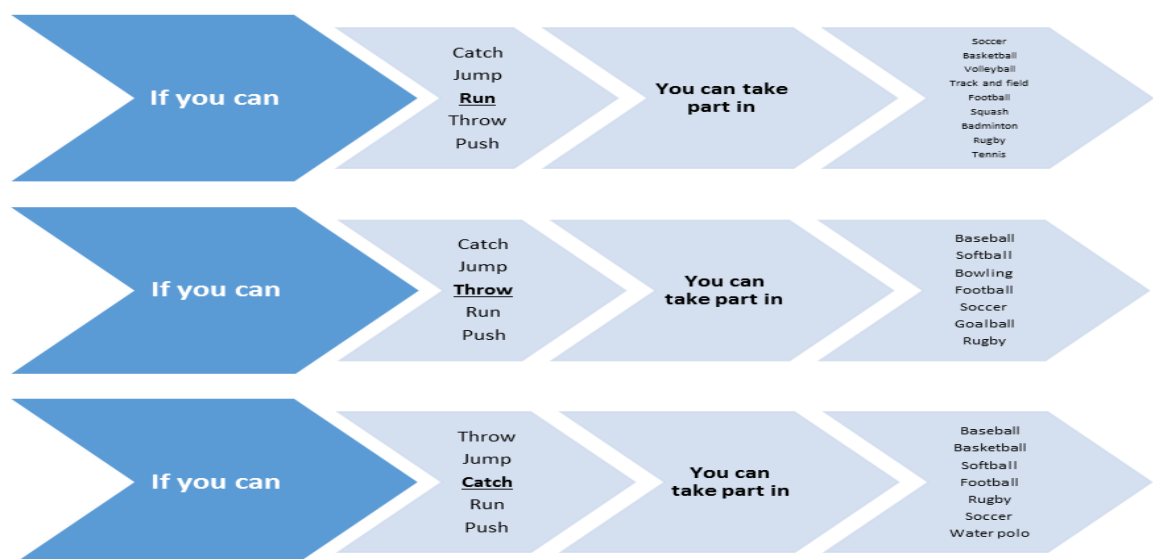 If you can
Catch
Jump
Run
Throw
Push
You can take
part in
Soccer
Basketball
Volleyball
Track and field
Football
Squash
Badminton
Rugby
Tennis
If you can
Catch
Jump
Throw
Run
Push
You can
take part in
Baseball
Softball
Bowling
Football
Soccer
Goalball
Rugby
If you can
Throw
Jump
Catch
Run
Push
You can
take part in
Baseball
Basketball
Softball
Football
Rugby
Soccer
Water polo